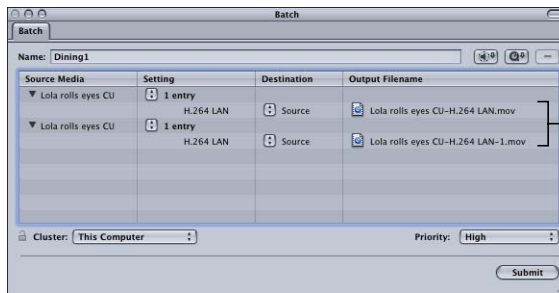 Batch
Batch
Name: Dining1
Source Media Setting Destination Output Filename
Lola rolls eyes CU 1 entry
H.264 LAN Source Lola rolls eyes CU-H.264 LAN.mov
Lola rolls eyes CU 1 entry
H.264 LAN Source Lola rolls eyes CU-H.264 LAN-1.mov
Cluster: This Computer Priority: High
Submit